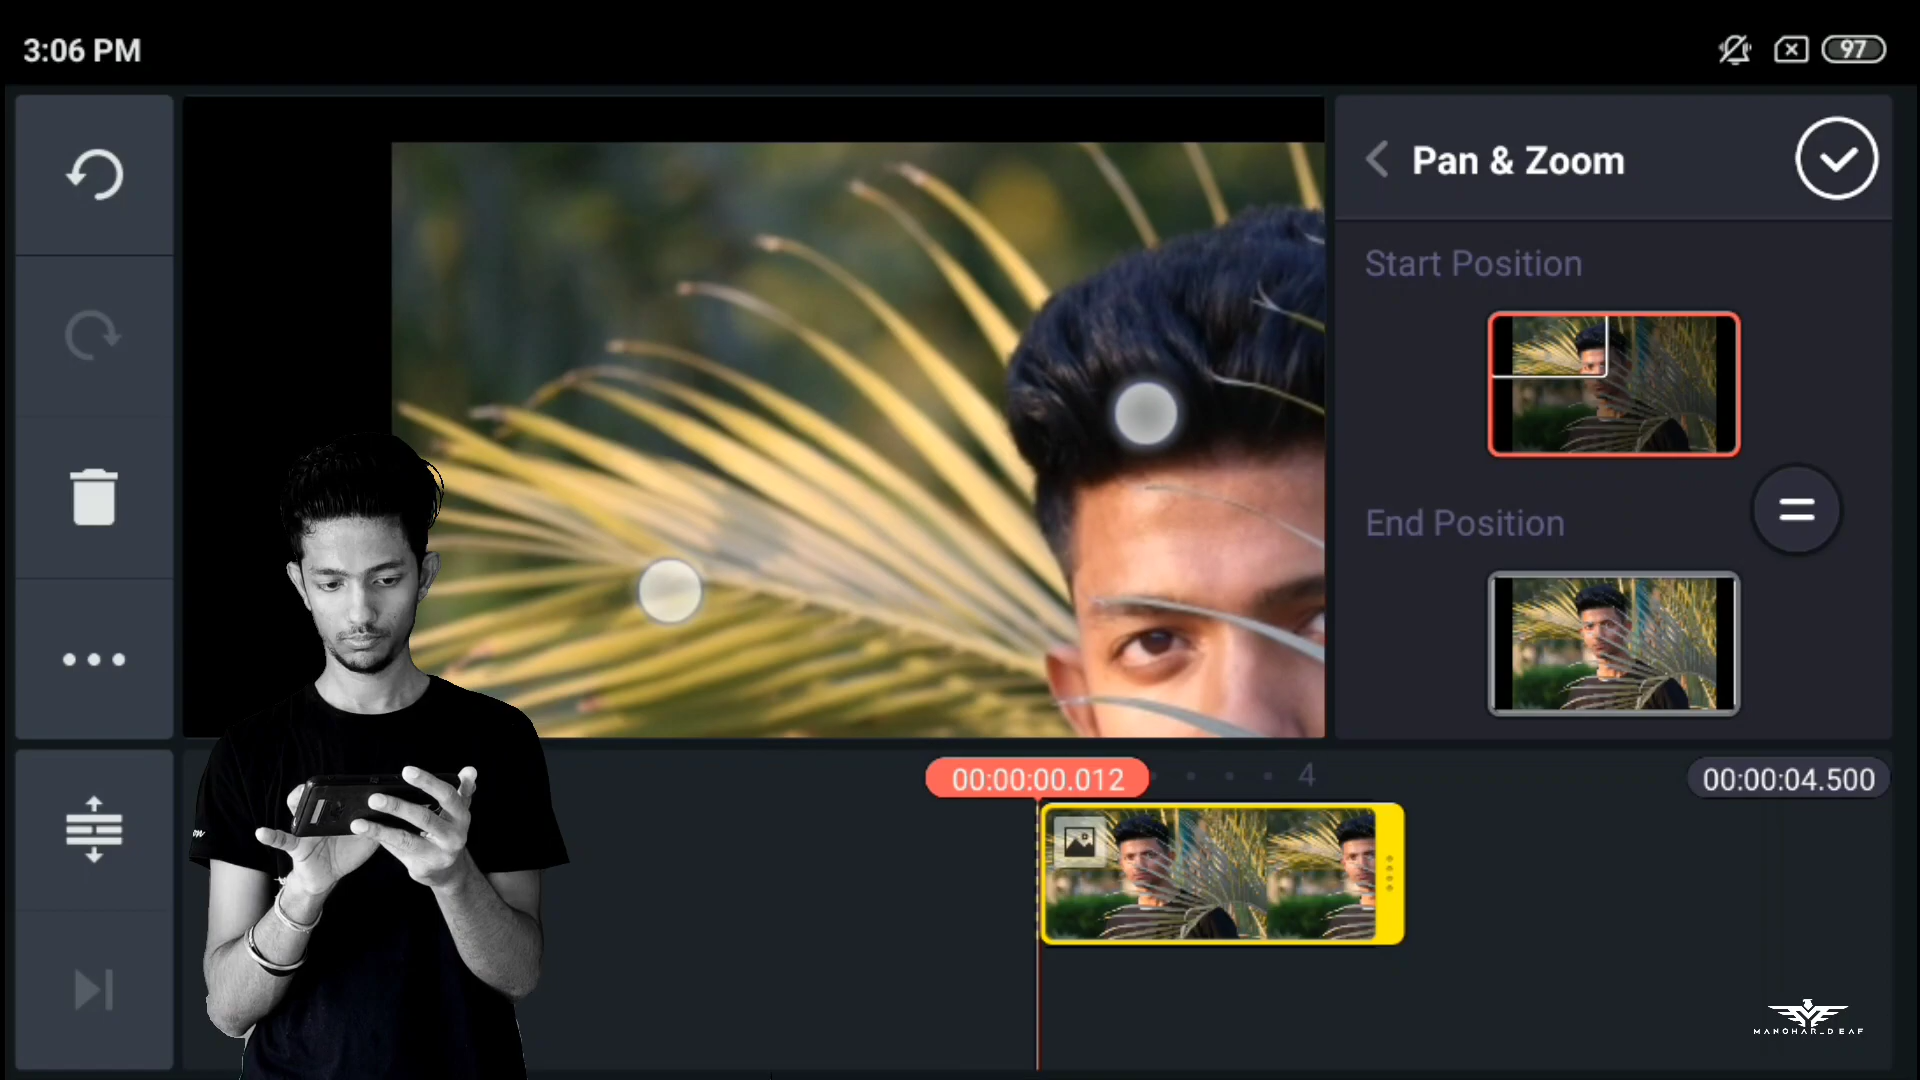 3:06 PM
97
Pan & Zoom
Start Position
End Position
00:00:00.012
4
00:00:04.500
on
MANOHAR_DEAF